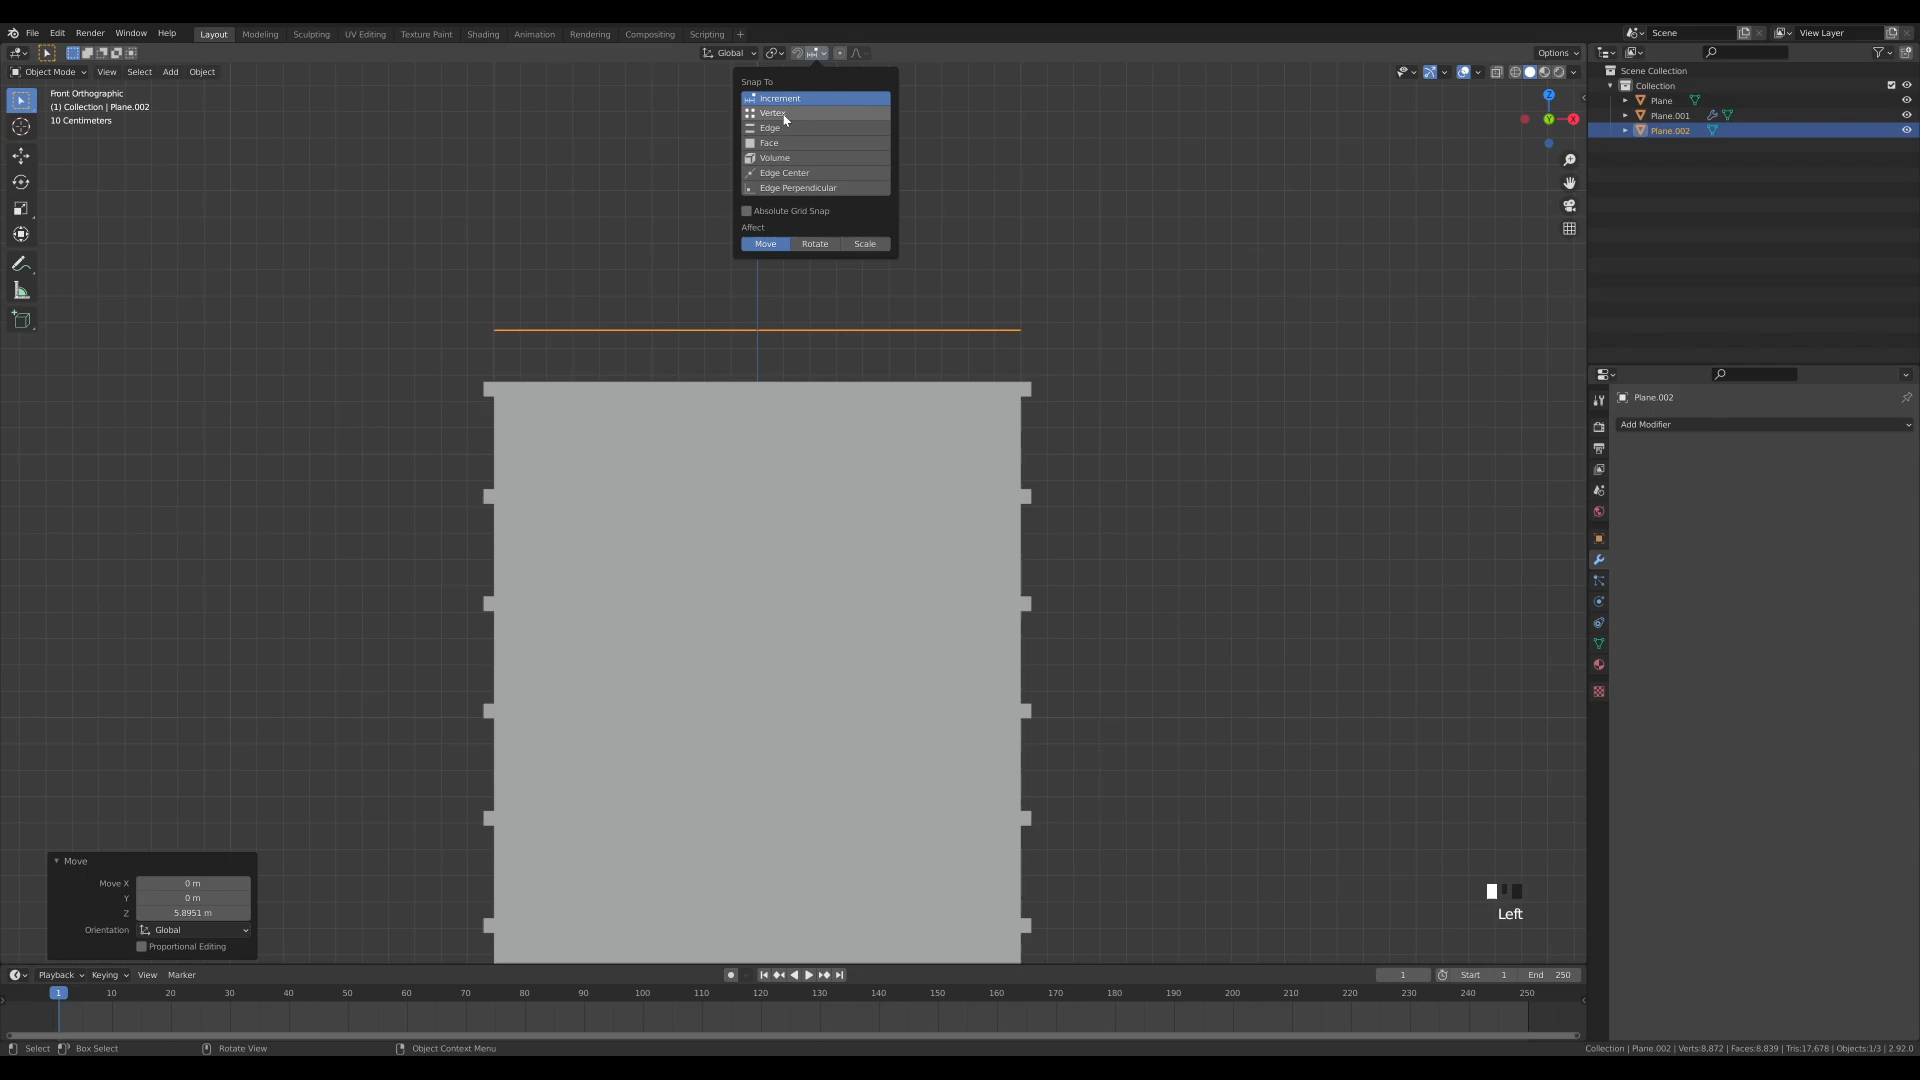 File Edit Render Window Help Layout Modeling Sculpting UV Editing Texture Paint Shading Animation Rendering Compositing Scripting + Scene View Layer
Global Options
Object Mode View Select Add Object
Front Orthographic
(1) Collection | Plane.002
10 Centimeters
Snap To
Increment
Vertex
Edge
Face
Volume
Edge Center
Edge Perpendicular
Absolute Grid Snap
Affect
Move Rotate Scale
Z
Y
X
Scene Collection
Collection
Plane
Plane.001
Plane.002
Plane.002
Add Modifier
Move
Move X 0 m
Y 0 m
Z 5.8951 m
Orientation Global
Proportional Editing
Left
Playback Keying View Marker 1 Start 1 End 250
1 10 20 30 40 50 60 70 80 90 100 110 120 130 140 150 160 170 180 190 200 210 220 230 240 250
Select Box Select Rotate View Object Context Menu Collection | Plane.002 | Verts:8,872 | Faces:8,839 | Tris:17,678 | Objects:1/3 | 2.92.0